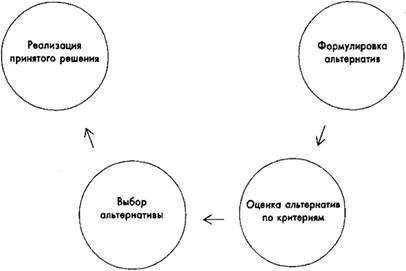 Реализация
принятого решения
Формулировка
альтернатив
Выбор
альтернативы
Оценка альтернатив
по критериям